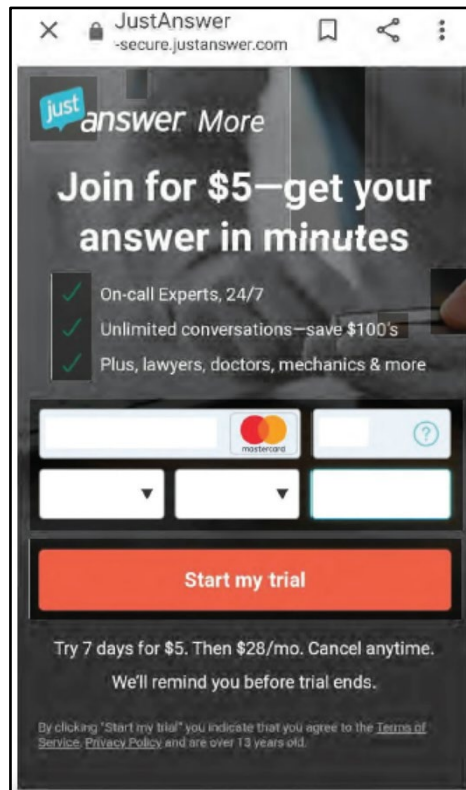 JustAnswer
-secure.justanswer.com
just
answer More
Join for $5—get your
answer in minutes
On-call Experts, 24/7
Unlimited conversations—save $100's
Plus, lawyers, doctors, mechanics & more
mastercard
?
Start my trial
Try 7 days for $5. Then $28/mo. Cancel anytime.
We'll remind you before trial ends.
By clicking "Start my trial" you indicate that you agree to the Terms of
Service, Privacy Policy and are over 13 years old.